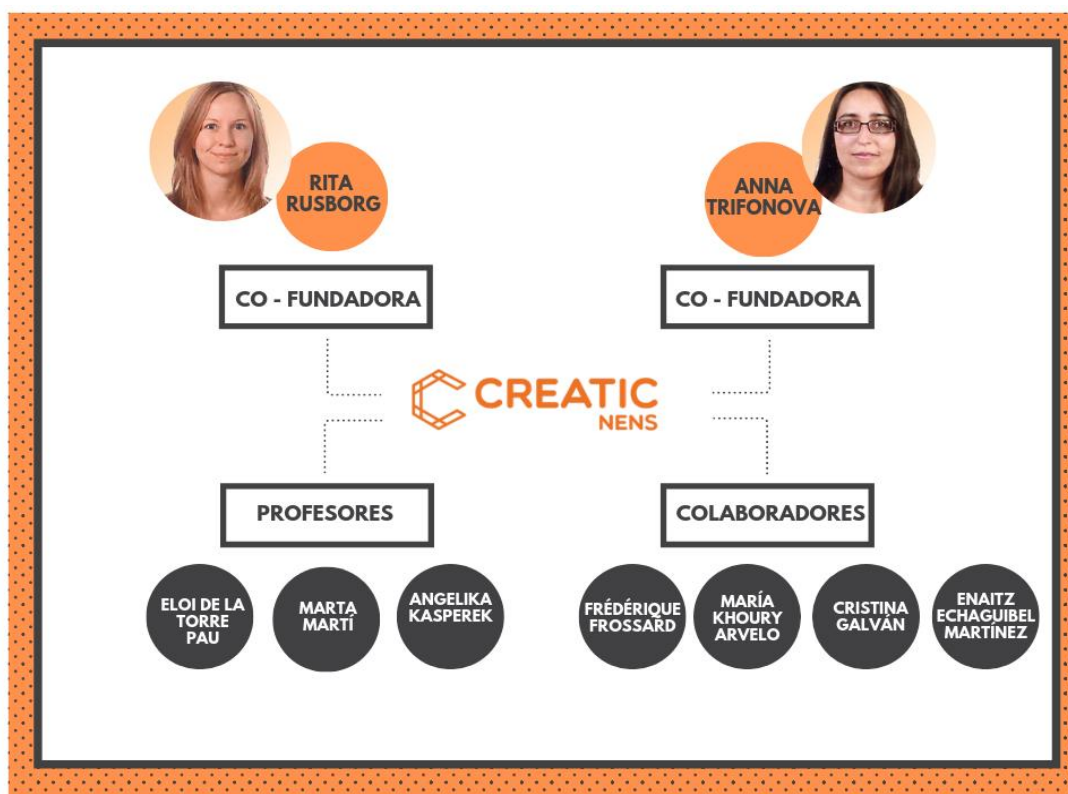 RITA
RUSBORG
ANNA
TRIFONOVA
CO - FUNDADORA
CO - FUNDADORA
CREATIC
NENS
PROFESORES
COLABORADORES
ELOI DE LA
TORRE
PAU
MARTA
MARTÍ
ANGELIKA
KASPEREK
FRÉDÉRIQUE
FROSSARD
MARÍA
KHOURY
ARVELO
CRISTINA
GALVÁN
ENAITZ
ECHAGUIBEL
MARTÍNEZ